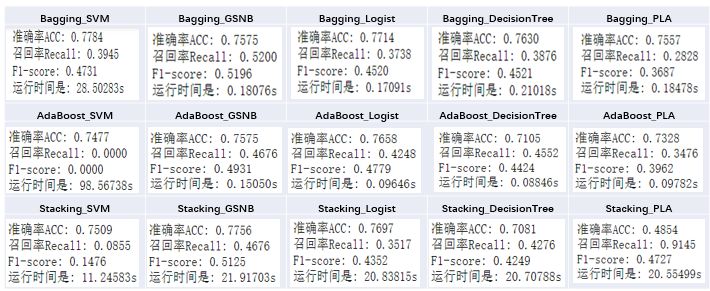 Bagging_SVM Bagging_GSNB Bagging_Logist Bagging_DecisionTree Bagging_PLA
准确率ACC: 0.7784 准确率ACC: 0.7575 准确率ACC: 0.7714 准确率ACC: 0.7630 准确率ACC: 0.7557
召回率Recall: 0.3945 召回率Recall: 0.5200 召回率Recall: 0.3738 召回率Recall: 0.3876 召回率Recall: 0.2828
F1-score: 0.4731 F1-score: 0.5196 F1-score: 0.4520 F1-score: 0.4521 F1-score: 0.3687
运行时间是: 28.50283s 运行时间是: 0.18076s 运行时间是: 0.17091s 运行时间是: 0.21018s 运行时间是: 0.18478s
AdaBoost_SVM AdaBoost_GSNB AdaBoost_Logist AdaBoost_DecisionTree AdaBoost_PLA
准确率ACC: 0.7477 准确率ACC: 0.7575 准确率ACC: 0.7658 准确率ACC: 0.7105 准确率ACC: 0.7328
召回率Recall: 0.0000 召回率Recall: 0.4676 召回率Recall: 0.4248 召回率Recall: 0.4552 召回率Recall: 0.3476
F1-score: 0.0000 F1-score: 0.4931 F1-score: 0.4779 F1-score: 0.4424 F1-score: 0.3962
运行时间是: 98.56738s 运行时间是: 0.15050s 运行时间是: 0.09646s 运行时间是: 0.08846s 运行时间是: 0.09782s
Stacking_SVM Stacking_GSNB Stacking_Logist Stacking_DecisionTree Stacking_PLA
准确率ACC: 0.7509 准确率ACC: 0.7756 准确率ACC: 0.7697 准确率ACC: 0.7081 准确率ACC: 0.4854
召回率Recall: 0.0855 召回率Recall: 0.4676 召回率Recall: 0.3517 召回率Recall: 0.4276 召回率Recall: 0.9145
F1-score: 0.1476 F1-score: 0.5125 F1-score: 0.4352 F1-score: 0.4249 F1-score: 0.4727
运行时间是: 11.24583s 运行时间是: 21.91703s 运行时间是: 20.83815s 运行时间是: 20.70788s 运行时间是: 20.55499s